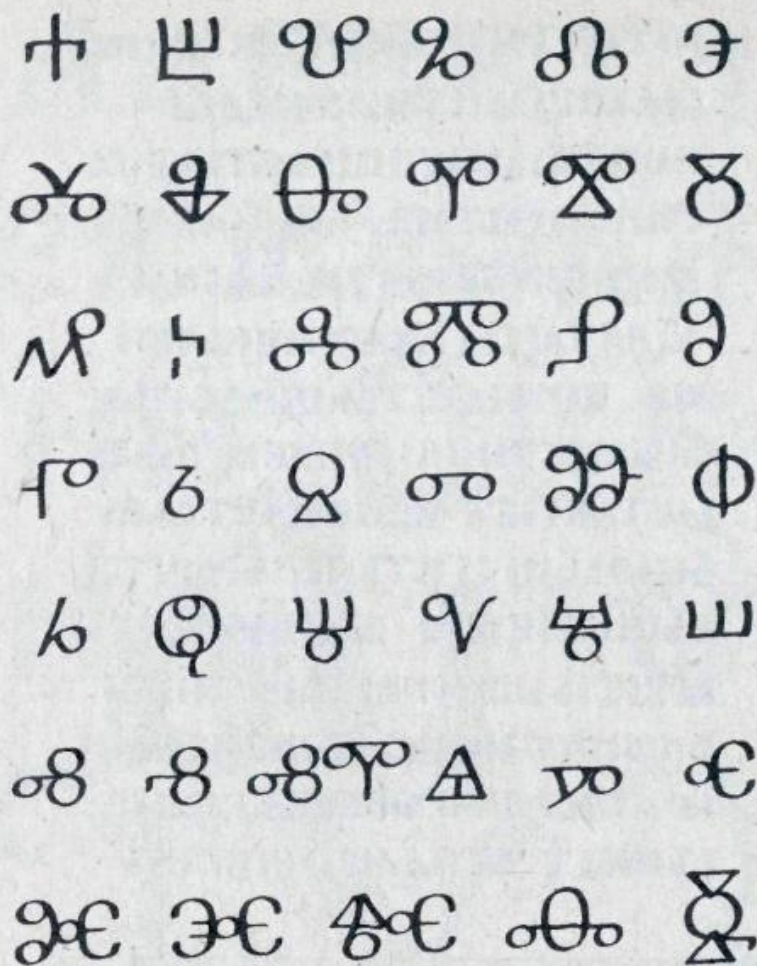 Ⰰ Ⰱ Ⰲ Ⰳ Ⰴ Ⰵ
Ⰶ Ⰷ Ⰸ Ⰺ Ⰹ Ⰻ
Ⰼ Ⰽ Ⰾ Ⰿ Ⱀ Ⱁ
Ⱂ Ⱃ Ⱄ Ⱅ Ⱆ Ⱇ
Ⱈ Ⱉ Ⱋ Ⱌ Ⱍ Ⱎ
Ⱏ Ⱐ ⰟⰊ Ⱑ Ⱓ Ⱕ
Ⱘ Ⱔ Ⱙ Ⱚ Ⱛ